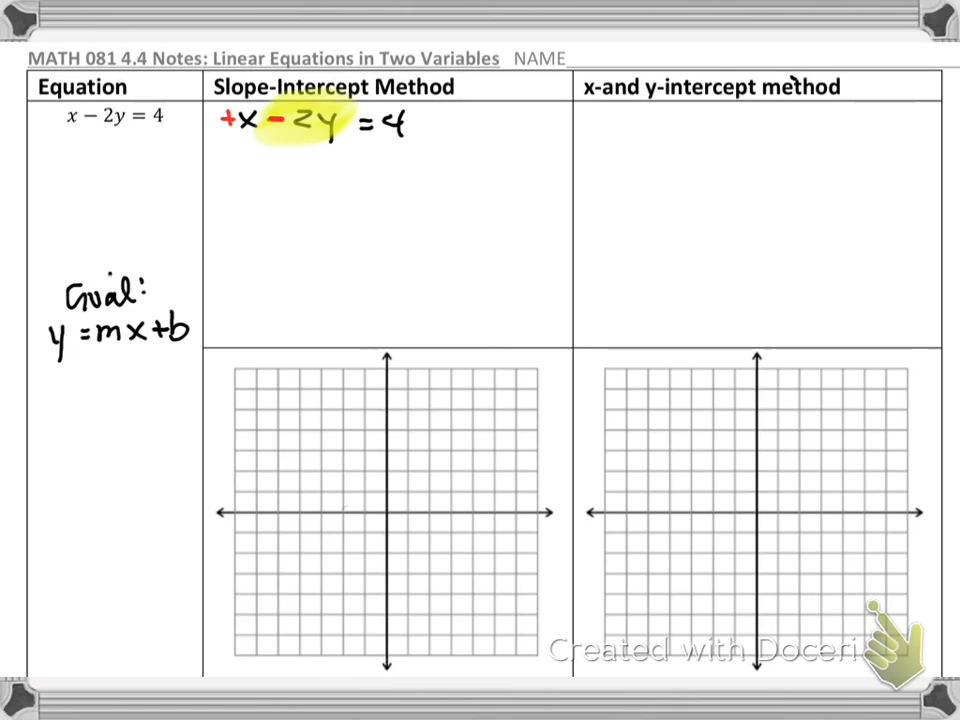 MATH 081 4.4 Notes: Linear Equations in Two Variables NAME
Equation
Slope-Intercept Method
x-and y-intercept method
x − 2y = 4
+x - 2y = 4
Goal:
y = mx+b
Created with Doceri